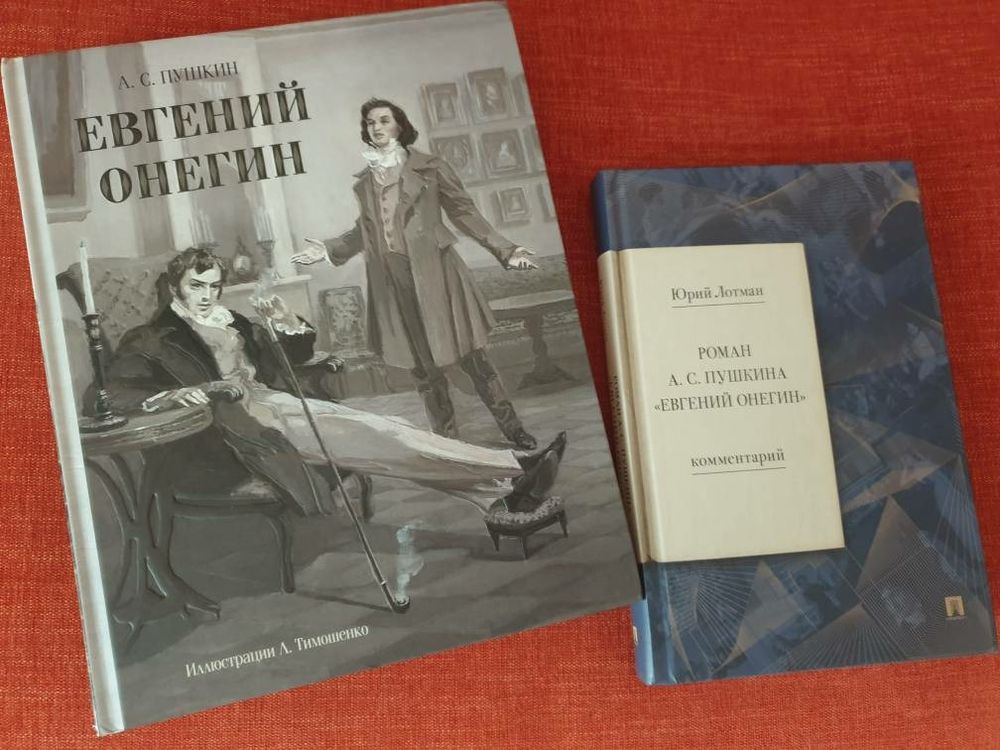 А. С. ПУШКИН
ЕВГЕНИЙ
ОНЕГИН
Иллюстрации Л. Тимошенко
Юрий Лотман
РОМАН
А. С. ПУШКИНА
«ЕВГЕНИЙ ОНЕГИН»
комментарий